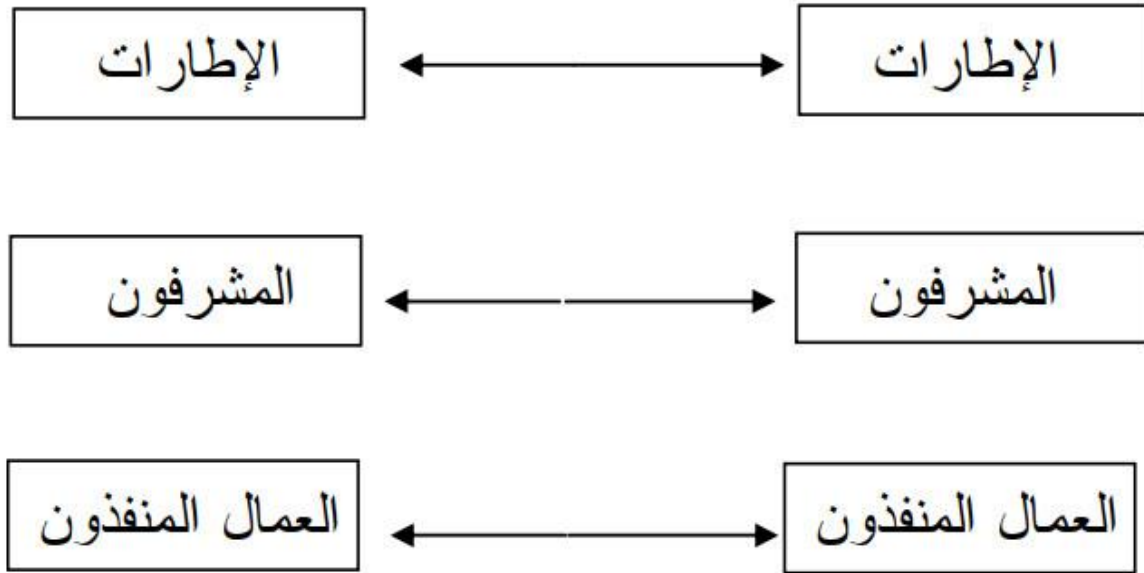 الإطارات
الإطارات
المشرفون
المشرفون
العمال المنفذون
العمال المنفذون